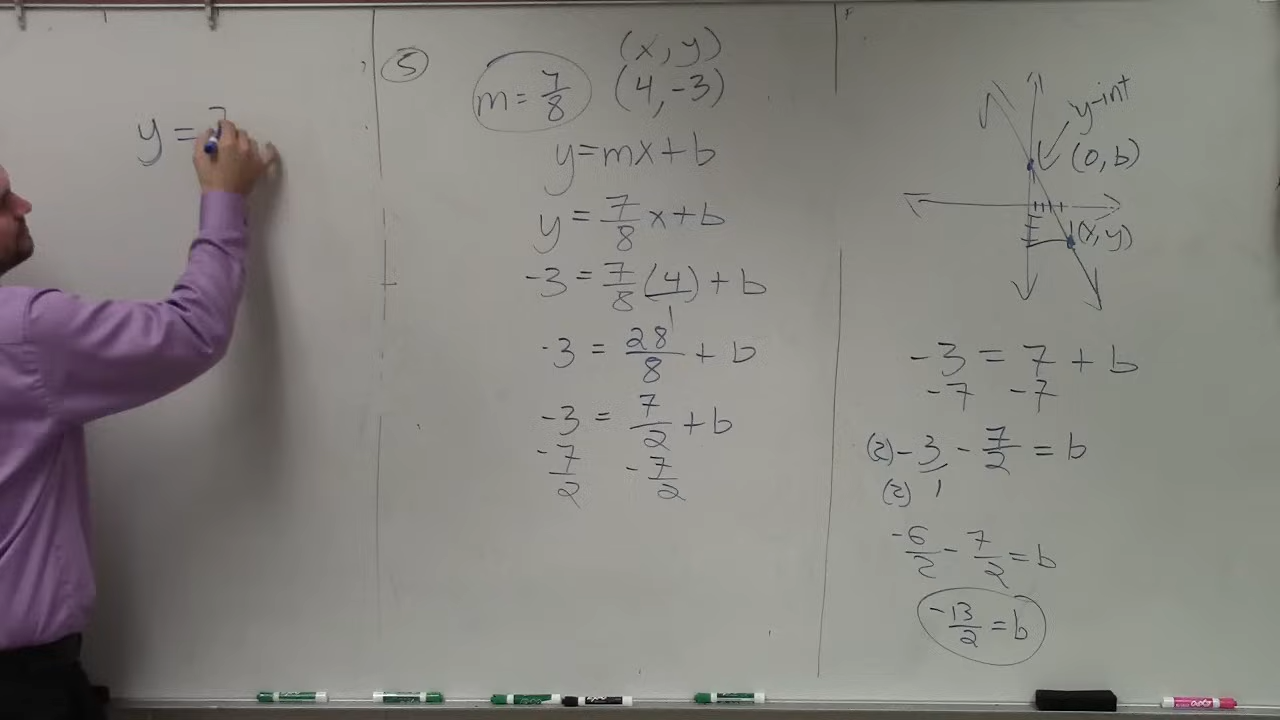 y = 7
⑤
m = 7/8
(x, y)
(4, -3)
y = mx + b
y = 7/8 x + b
-3 = 7/8 (4/1) + b
-3 = 28/8 + b
-3 = 7/2 + b
-7/2 -7/2
y-int
(0, b)
(x, y)
-3 = 7 + b
-7 -7
(2) -3/1 - 7/2 = b
(2)
-6/2 - 7/2 = b
-13/2 = b